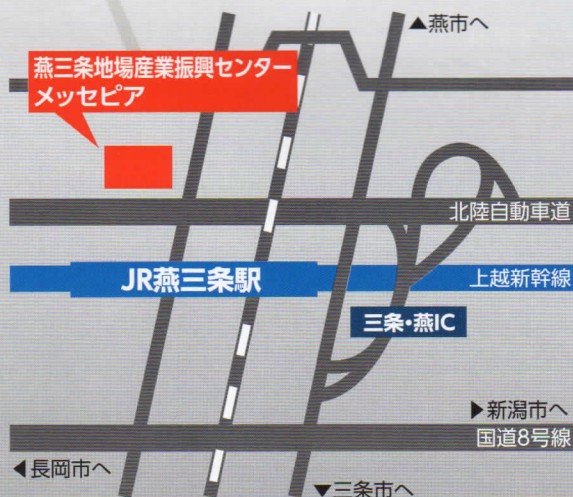 ▲燕市へ
燕三条地場産業振興センター
メッセピア
北陸自動車道
JR燕三条駅
上越新幹線
三条・燕IC
▶新潟市へ
国道8号線
◀長岡市へ
▼三条市へ